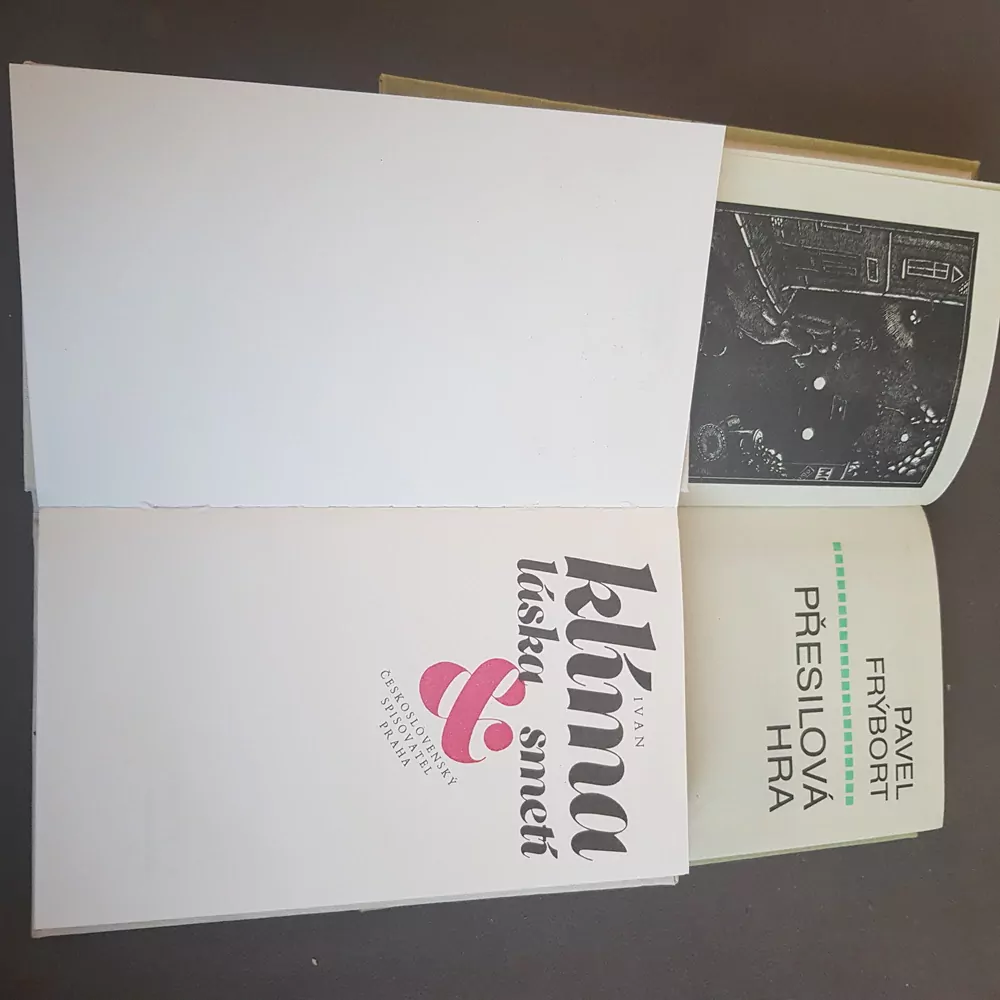 IVAN
klíma
láska
&
smetí
ČESKOSLOVENSKÝ
SPISOVATEL
PRAHA
PAVEL
FRÝBORT
PŘESILOVÁ
HRA